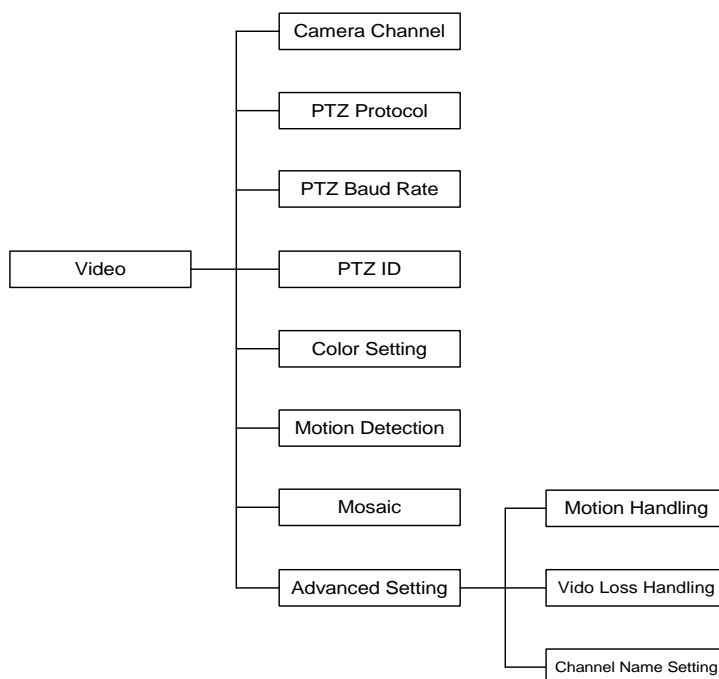 Camera Channel
PTZ Protocol
PTZ Baud Rate
Video
PTZ ID
Color Setting
Motion Detection
Mosaic
Motion Handling
Advanced Setting
Vido Loss Handling
Channel Name Setting